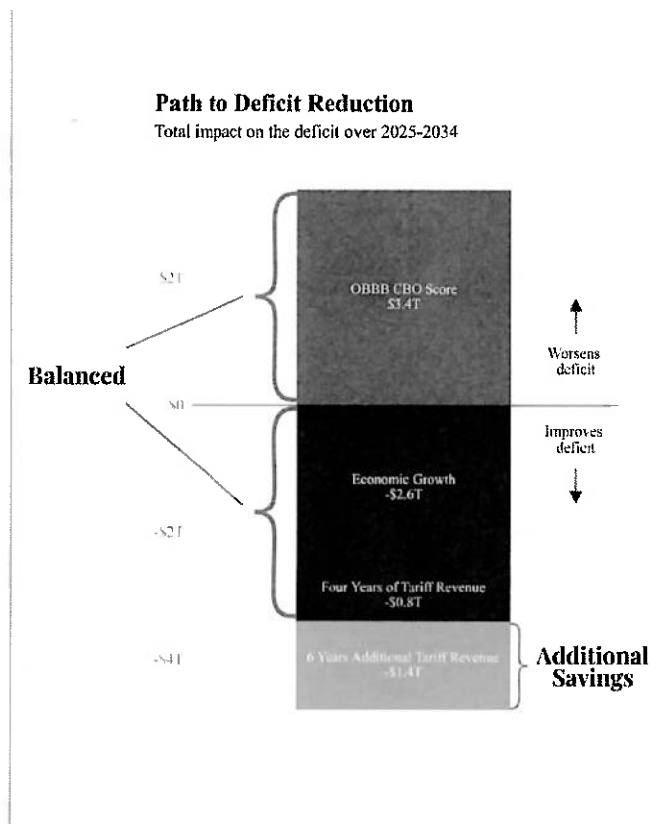 Path to Deficit Reduction
Total impact on the deficit over 2025-2034
$2T
OBBB CBO Score
$3.4T
Worsens
deficit
Balanced
$0
Improves
deficit
Economic Growth
-$2.6T
-$2T
Four Years of Tariff Revenue
-$0.8T
-$4T
6 Years Additional Tariff Revenue
-$1.4T
Additional
Savings